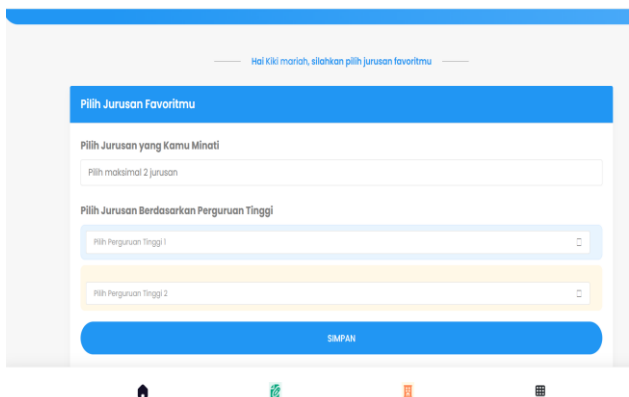 Hai Kiki mariah, silahkan pilih jurusan favoritmu
Pilih Jurusan Favoritmu
Pilih Jurusan yang Kamu Minati
Pilih maksimal 2 jurusan
Pilih Jurusan Berdasarkan Perguruan Tinggi
Pilih Perguruan Tinggi 1
Pilih Perguruan Tinggi 2
SIMPAN